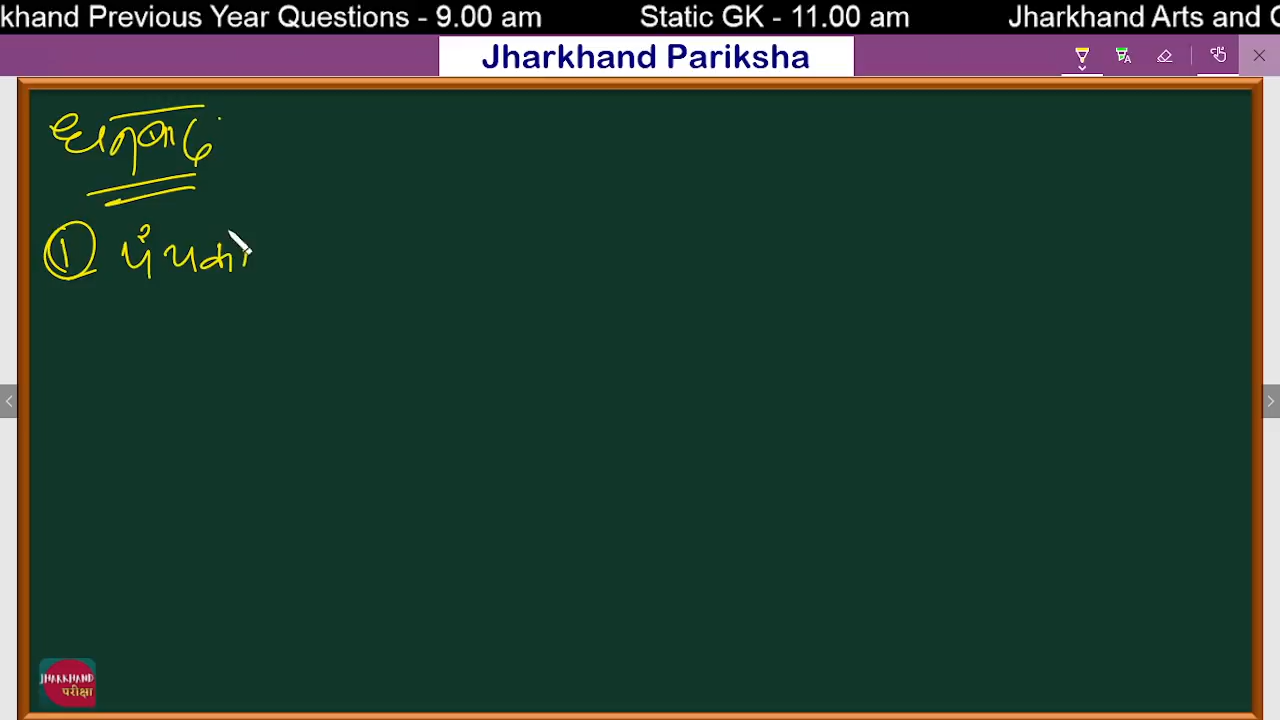 khand Previous Year Questions - 9.00 am Static GK - 11.00 am Jharkhand Arts and C
Jharkhand Pariksha
धनबाद
① पंचको
JHARKHAND
परीक्षा